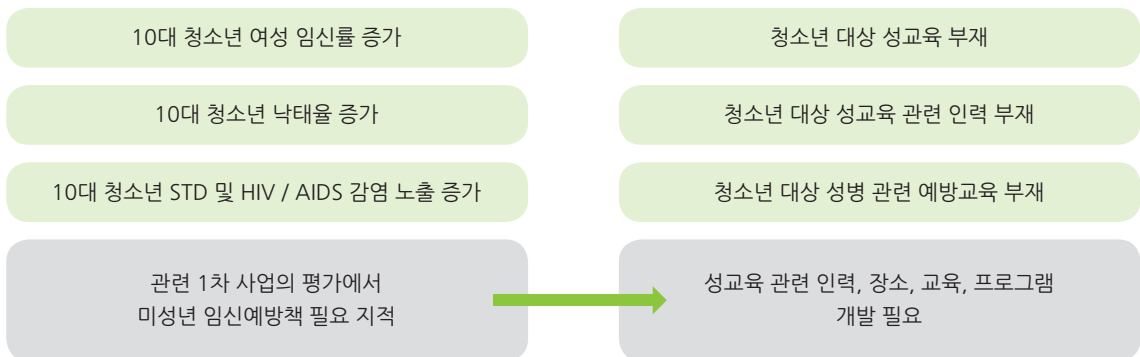 10대 청소년 여성 임신률 증가
청소년 대상 성교육 부재
10대 청소년 낙태율 증가
청소년 대상 성교육 관련 인력 부재
10대 청소년 STD 및 HIV / AIDS 감염 노출 증가
청소년 대상 성병 관련 예방교육 부재
관련 1차 사업의 평가에서
미성년 임신예방책 필요 지적
성교육 관련 인력, 장소, 교육, 프로그램
개발 필요